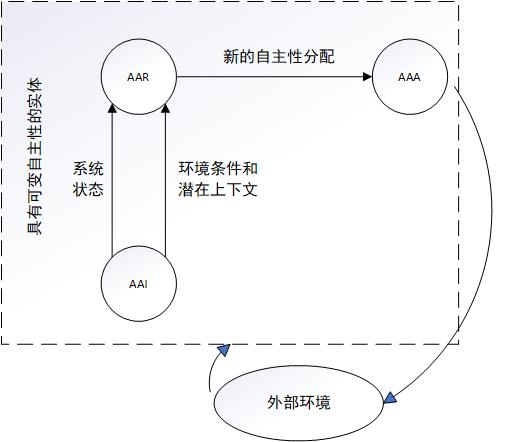 新的自主性分配
AAR
AAA
具有可变自主性的实体
系统
状态
环境条件和
潜在上下文
AAI
外部环境